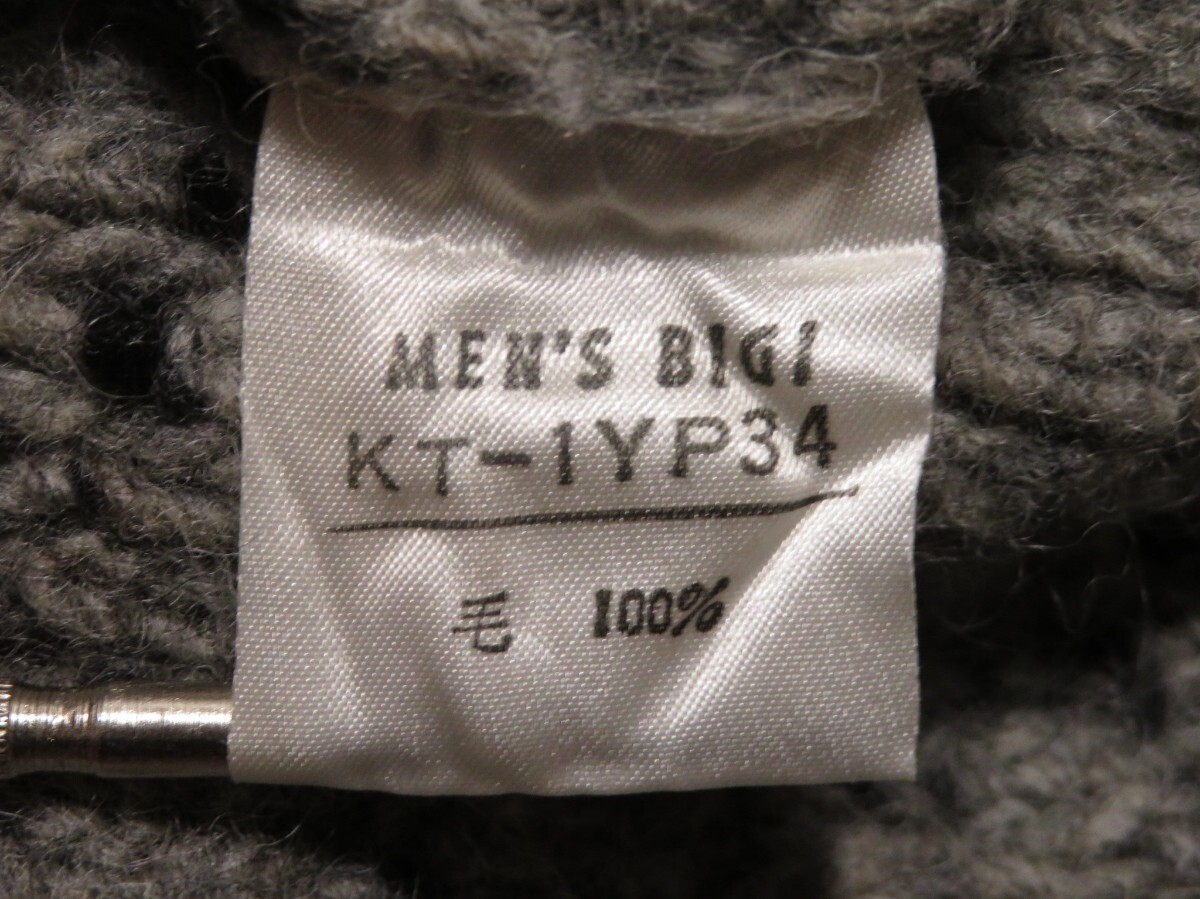 MEN'S BIGI
KT-1YP34
毛 100%